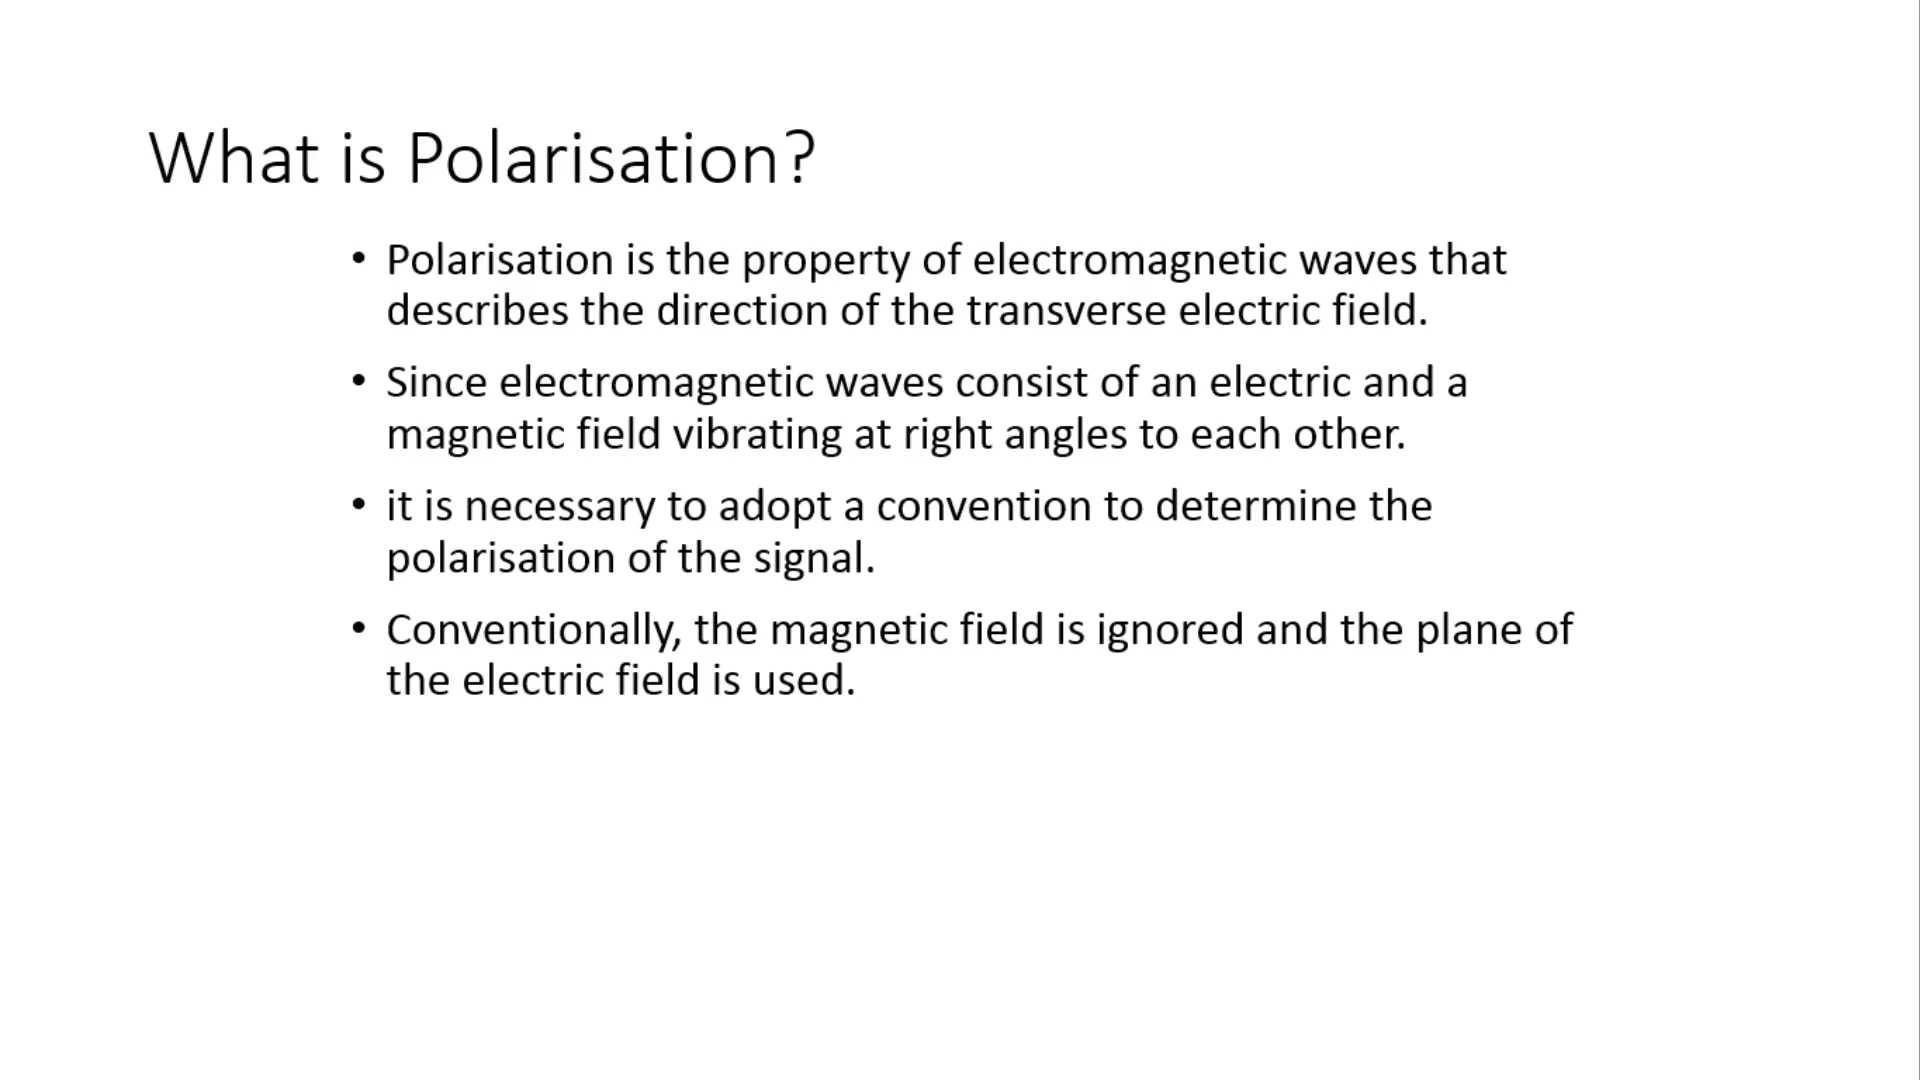 What is Polarisation?
• Polarisation is the property of electromagnetic waves that
describes the direction of the transverse electric field.
• Since electromagnetic waves consist of an electric and a
magnetic field vibrating at right angles to each other.
• it is necessary to adopt a convention to determine the
polarisation of the signal.
• Conventionally, the magnetic field is ignored and the plane of
the electric field is used.